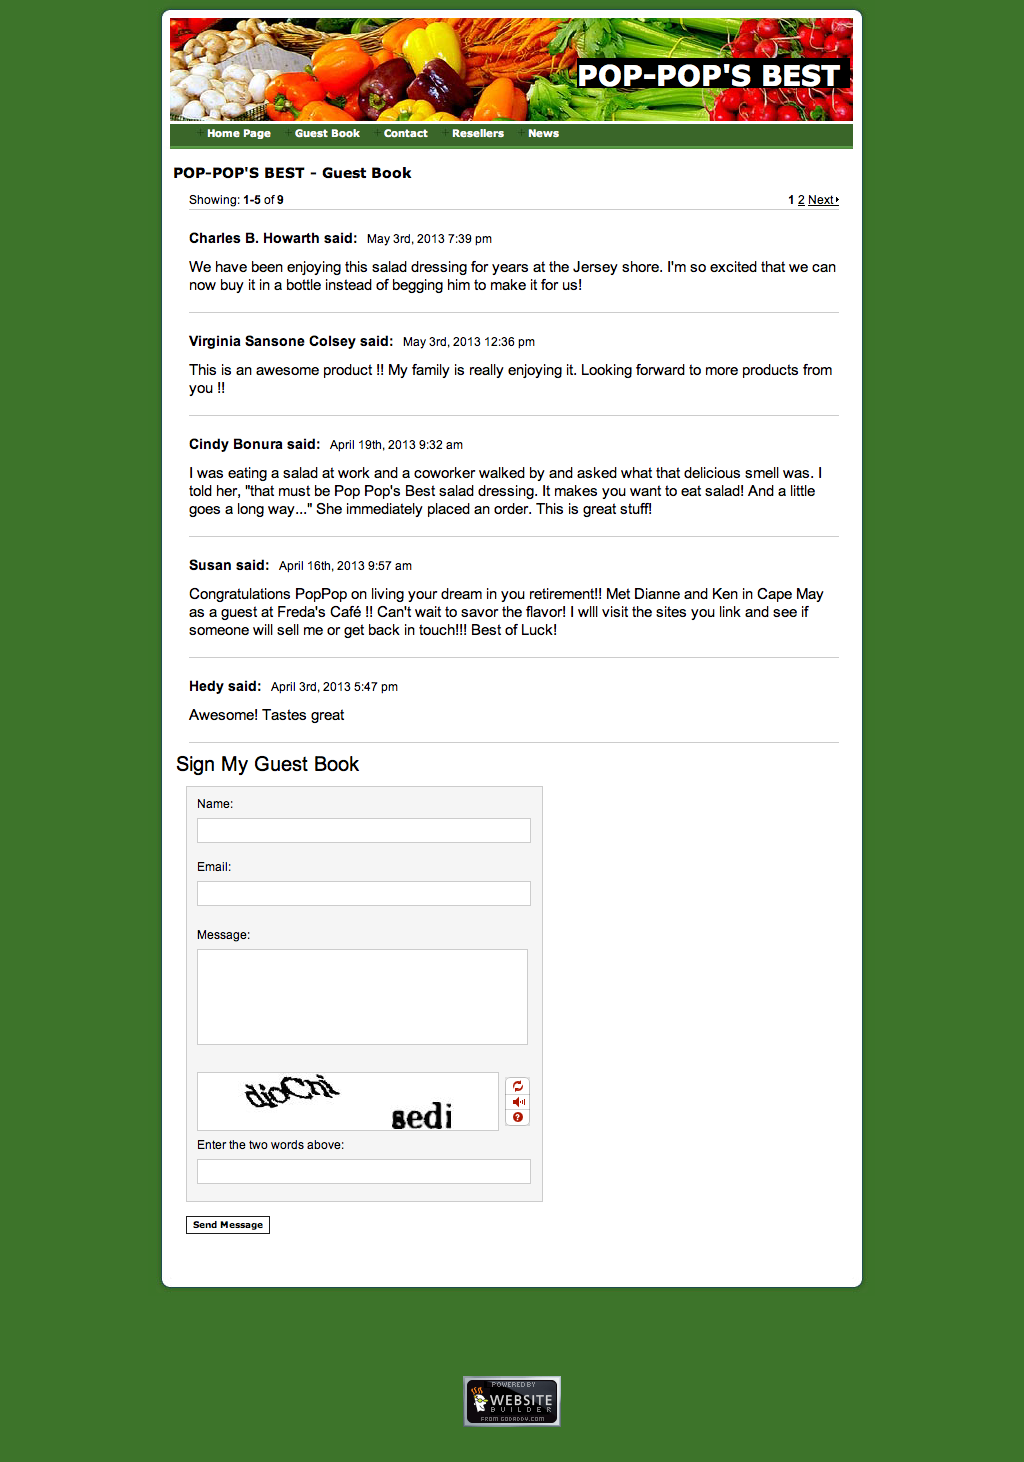 POP-POP'S BEST
Home Page Guest Book Contact Resellers News
POP-POP'S BEST - Guest Book
Showing: 1-5 of 9 1 2 Next
Charles B. Howarth said: May 3rd, 2013 7:39 pm
We have been enjoying this salad dressing for years at the Jersey shore. I'm so excited that we can
now buy it in a bottle instead of begging him to make it for us!
Virginia Sansone Colsey said: May 3rd, 2013 12:36 pm
This is an awesome product !! My family is really enjoying it. Looking forward to more products from
you !!
Cindy Bonura said: April 19th, 2013 9:32 am
I was eating a salad at work and a coworker walked by and asked what that delicious smell was. I
told her, "that must be Pop Pop's Best salad dressing. It makes you want to eat salad! And a little
goes a long way..." She immediately placed an order. This is great stuff!
Susan said: April 16th, 2013 9:57 am
Congratulations PopPop on living your dream in you retirement!! Met Dianne and Ken in Cape May
as a guest at Freda's Café !! Can't wait to savor the flavor! I wlll visit the sites you link and see if
someone will sell me or get back in touch!!! Best of Luck!
Hedy said: April 3rd, 2013 5:47 pm
Awesome! Tastes great
Sign My Guest Book
Name:
Email:
Message:
sedi
Enter the two words above:
Send Message
POWERED BY
WEBSITE
BUILDER
FROM GODADDY.COM